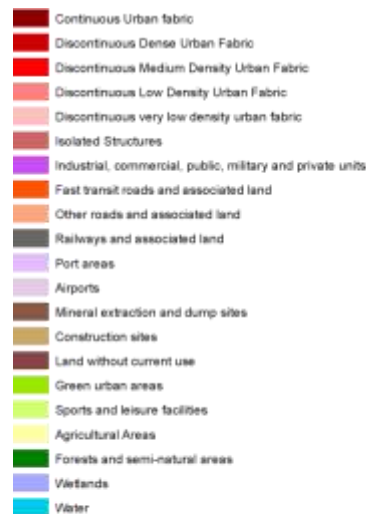 Continuous Urban fabric
Discontinuous Dense Urban Fabric
Discontinuous Medium Density Urban Fabric
Discontinuous Low Density Urban Fabric
Discontinuous very low density urban fabric
Isolated Structures
Industrial, commercial, public, military and private units
Fast transit roads and associated land
Other roads and associated land
Railways and associated land
Port areas
Airports
Mineral extraction and dump sites
Construction sites
Land without current use
Green urban areas
Sports and leisure facilities
Agricultural Areas
Forests and semi-natural areas
Wetlands
Water